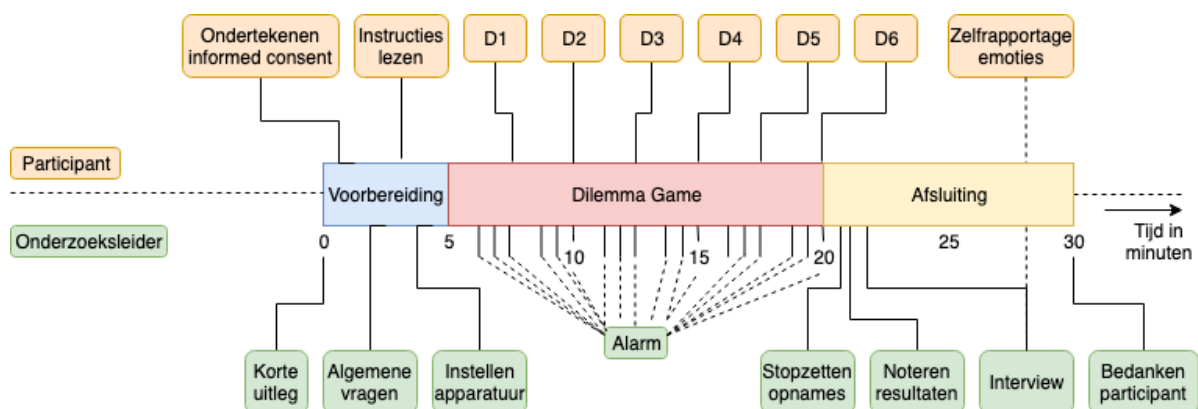 Ondertekenen
informed consent
Instructies
lezen
D1
D2
D3
D4
D5
D6
Zelfrapportage
emoties
Participant
Voorbereiding
Dilemma Game
Afsluiting
Onderzoeksleider
0
5
10
15
20
25
30
Tijd in
minuten
Alarm
Korte
uitleg
Algemene
vragen
Instellen
apparatuur
Stopzetten
opnames
Noteren
resultaten
Interview
Bedanken
participant